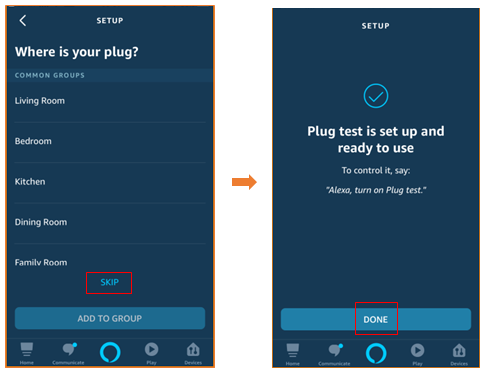 SETUP
Where is your plug?
COMMON GROUPS
Living Room
Bedroom
Kitchen
Dining Room
Family Room
SKIP
ADD TO GROUP
Home
Communicate
Play
Devices
SETUP
Plug test is set up and
ready to use
To control it, say:
"Alexa, turn on Plug test."
DONE
Home
Communicate
Play
Devices